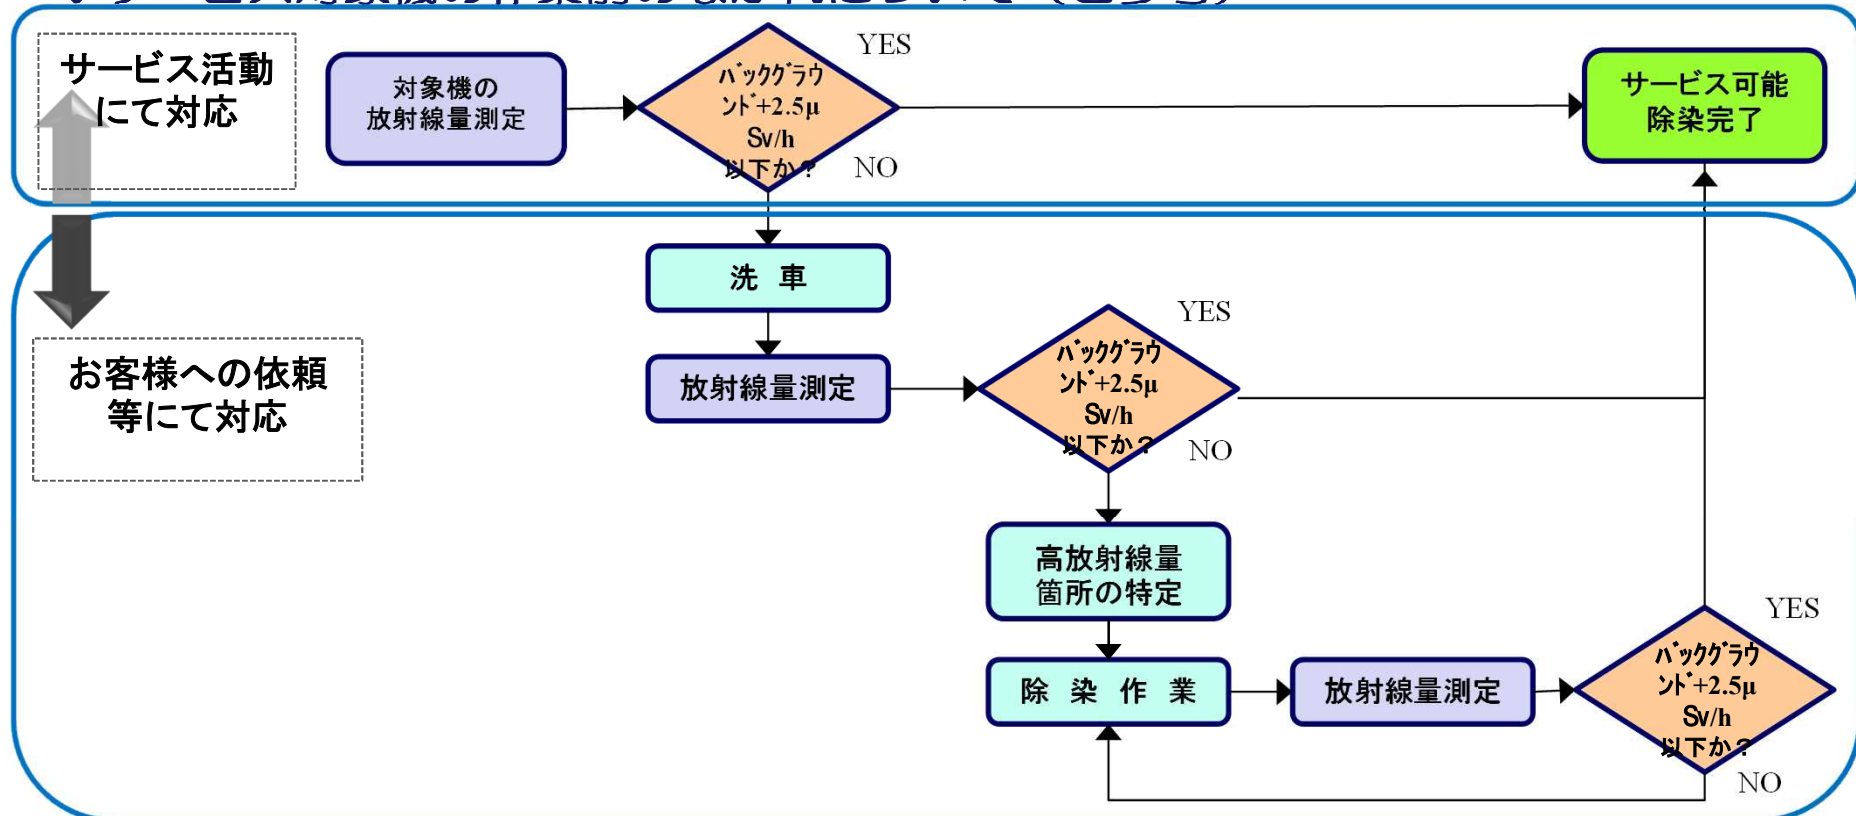 サービス活動
にて対応
対象機の
放射線量測定
ﾊﾞｯｸｸﾞﾗｳ
ﾝﾄﾞ+2.5μ
Sv/h
以下か？
YES
NO
サービス可能
除染完了
洗　車
放射線量測定
お客様への依頼
等にて対応
ﾊﾞｯｸｸﾞﾗｳ
ﾝﾄﾞ+2.5μ
Sv/h
以下か？
YES
NO
高放射線量
箇所の特定
除　染　作　業
放射線量測定
ﾊﾞｯｸｸﾞﾗｳ
ﾝﾄﾞ+2.5μ
Sv/h
以下か？
YES
NO